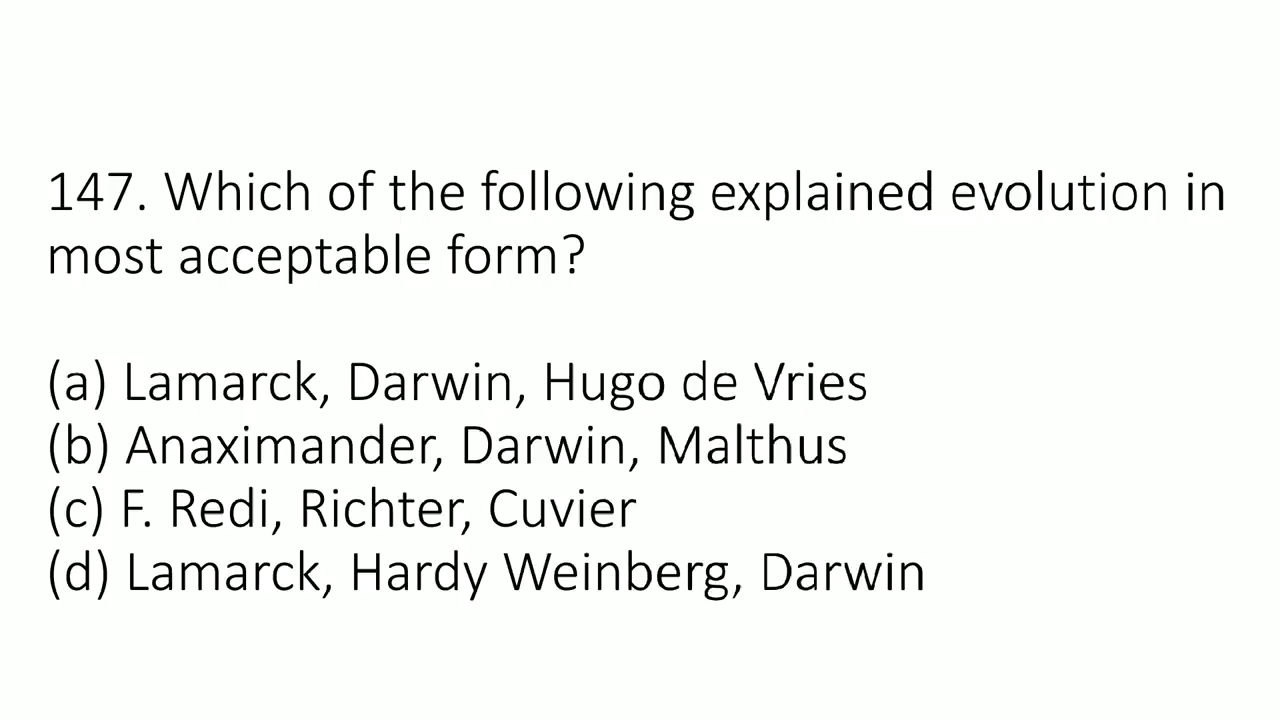 147. Which of the following explained evolution in
most acceptable form?
(a) Lamarck, Darwin, Hugo de Vries
(b) Anaximander, Darwin, Malthus
(c) F. Redi, Richter, Cuvier
(d) Lamarck, Hardy Weinberg, Darwin